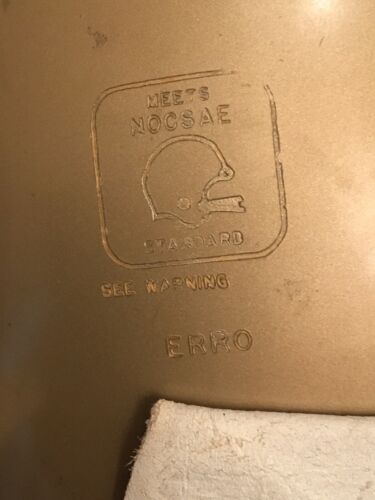 MEETS
NOCSAE
STANDARD
SEE WARNING
ERRO